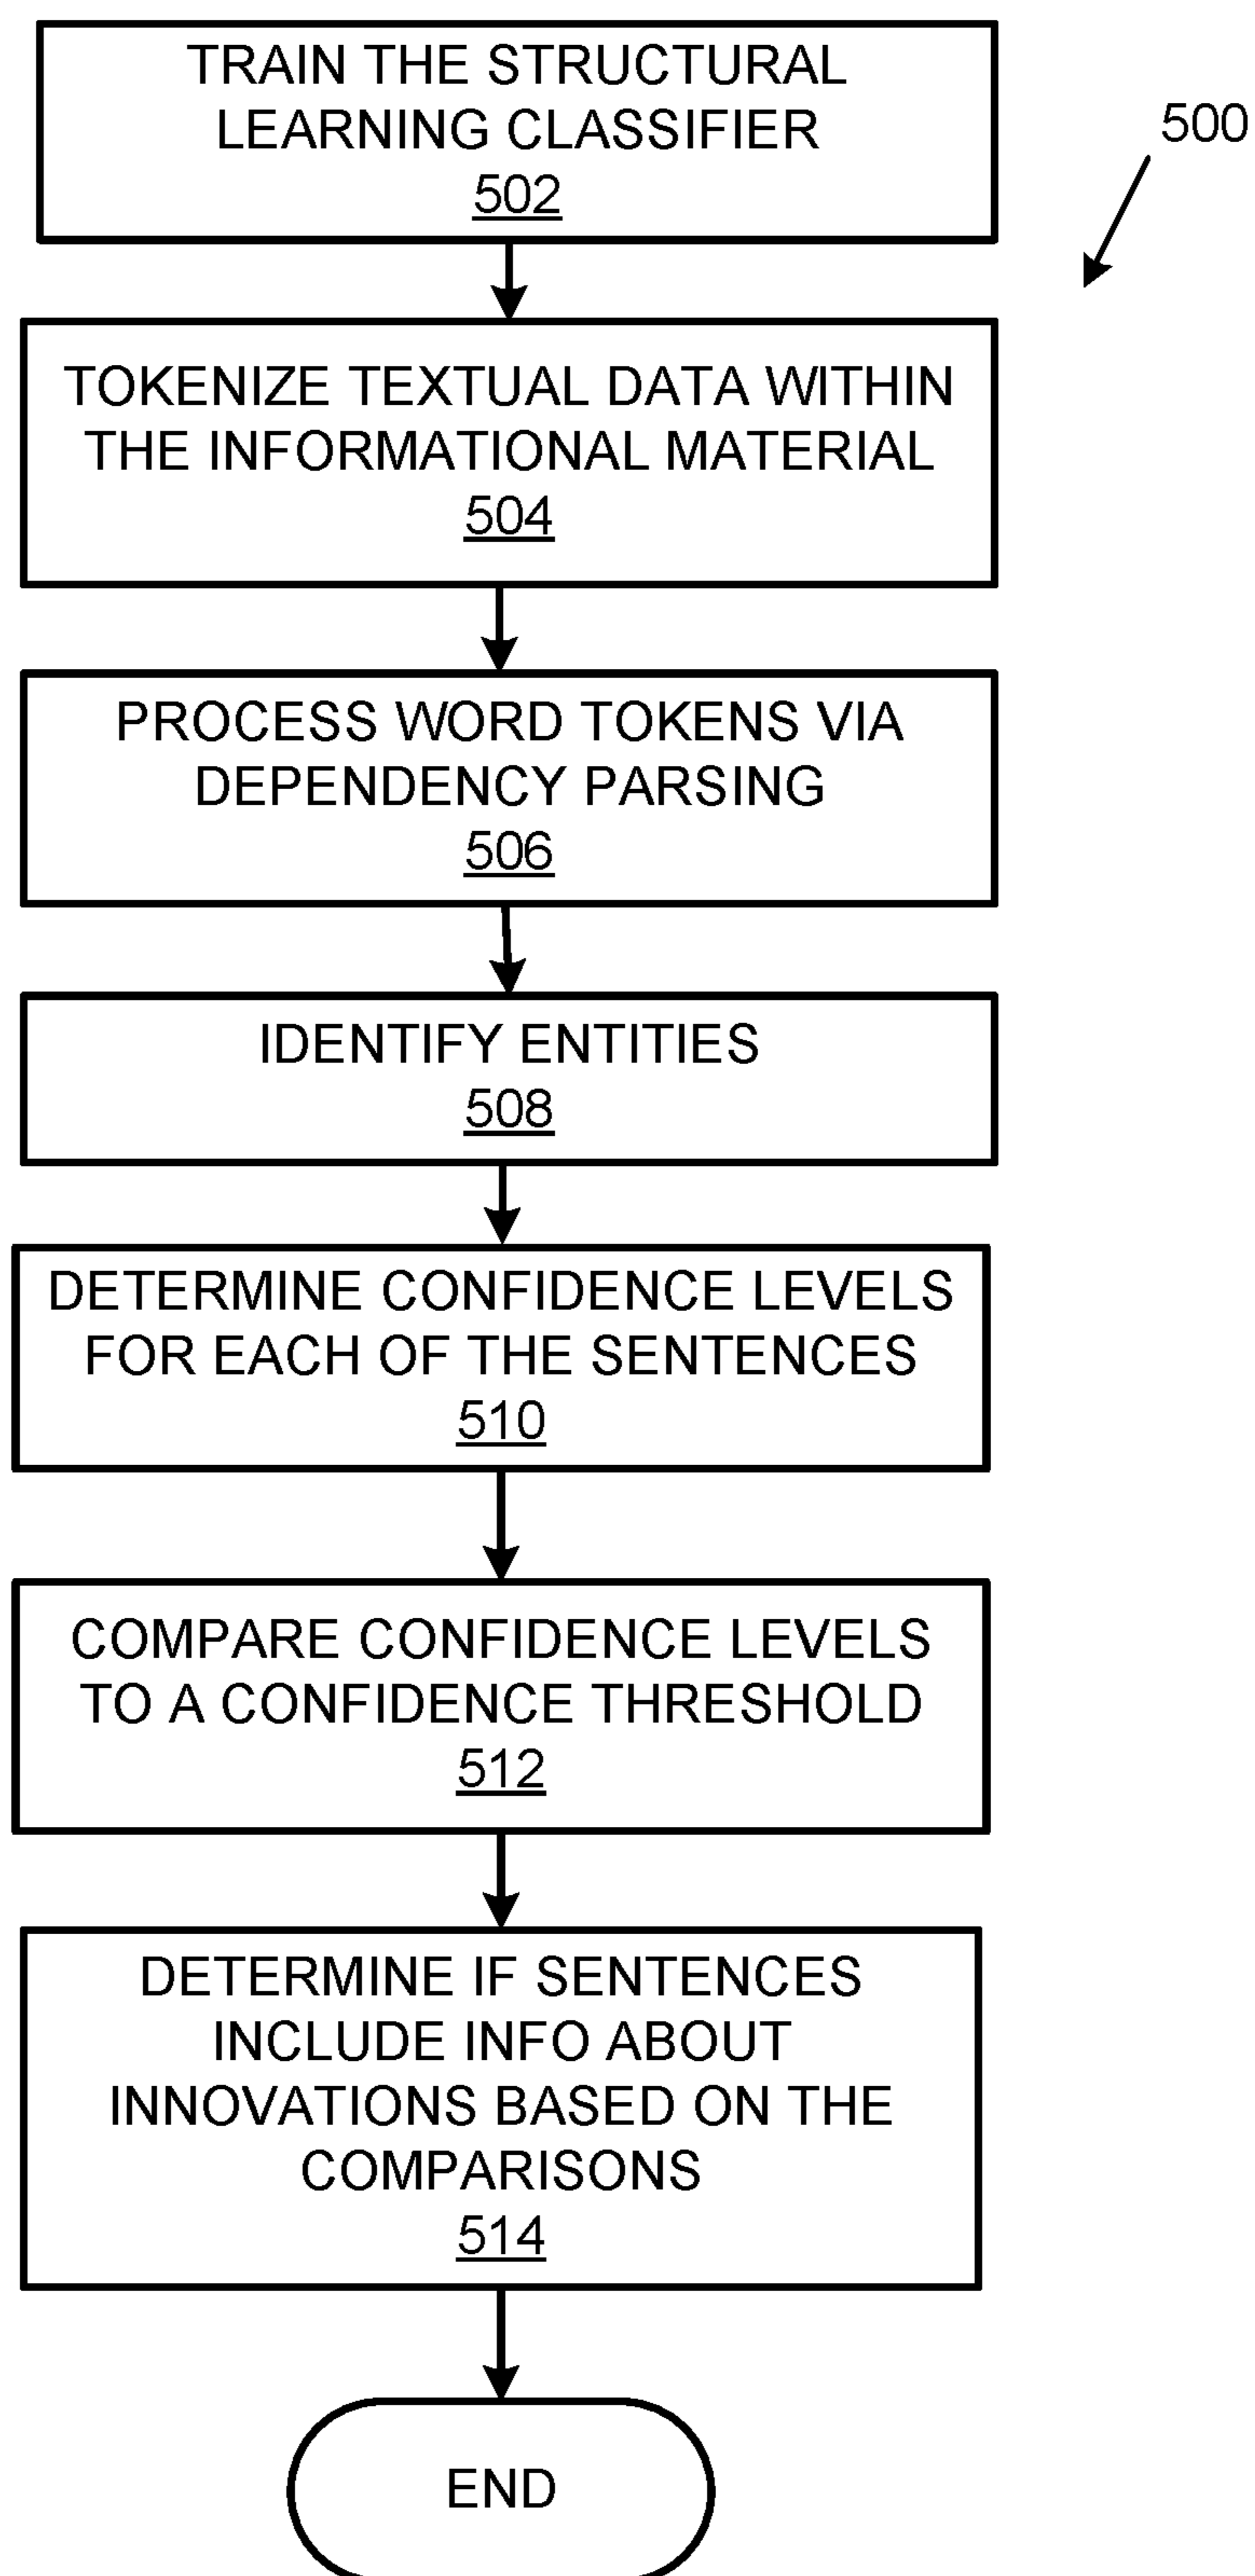 TRAIN THE STRUCTURAL
LEARNING CLASSIFIER
502
500
TOKENIZE TEXTUAL DATA WITHIN
THE INFORMATIONAL MATERIAL
504
PROCESS WORD TOKENS VIA
DEPENDENCY PARSING
506
IDENTIFY ENTITIES
508
DETERMINE CONFIDENCE LEVELS
FOR EACH OF THE SENTENCES
510
COMPARE CONFIDENCE LEVELS
TO A CONFIDENCE THRESHOLD
512
DETERMINE IF SENTENCES
INCLUDE INFO ABOUT
INNOVATIONS BASED ON THE
COMPARISONS
514
END